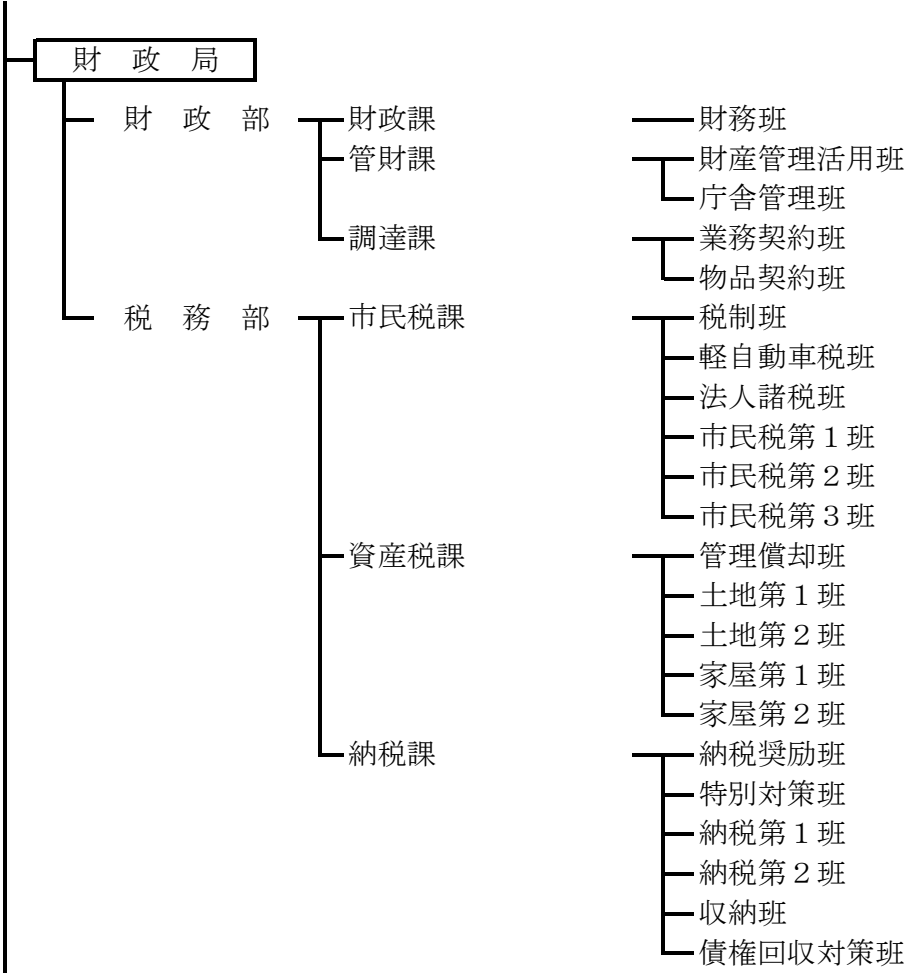 財　政　局
財　政　部　財政課　財務班
管財課　財産管理活用班
庁舎管理班
調達課　業務契約班
物品契約班
税　務　部　市民税課　税制班
軽自動車税班
法人諸税班
市民税第１班
市民税第２班
市民税第３班
資産税課　管理償却班
土地第１班
土地第２班
家屋第１班
家屋第２班
納税課　納税奨励班
特別対策班
納税第１班
納税第２班
収納班
債権回収対策班